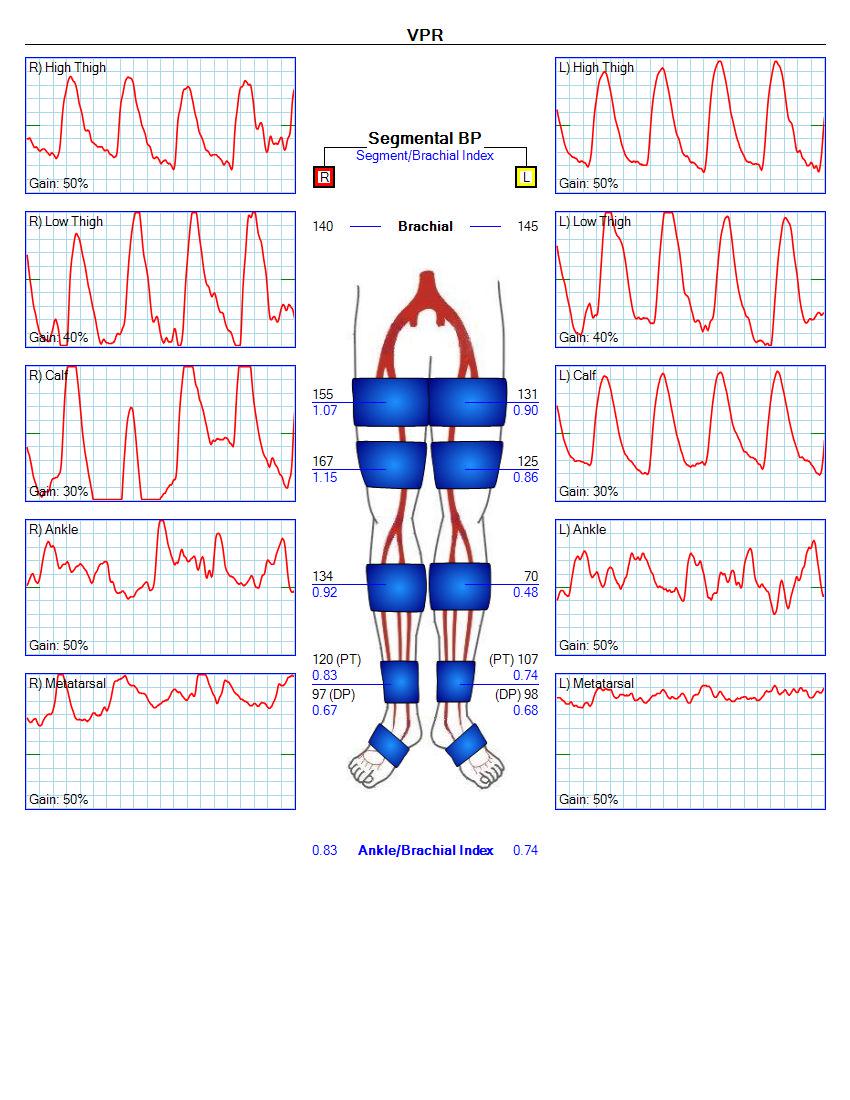 VPR
R) High Thigh
Gain: 50%
L) High Thigh
Gain: 50%
Segmental BP
Segment/Brachial Index
R
L
140 Brachial 145
R) Low Thigh
Gain: 40%
L) Low Thigh
Gain: 40%
R) Calf
Gain: 30%
L) Calf
Gain: 30%
155
1.07
131
0.90
167
1.15
125
0.86
R) Ankle
Gain: 50%
L) Ankle
Gain: 50%
134
0.92
70
0.48
120 (PT)
0.83
97 (DP)
0.67
(PT) 107
0.74
(DP) 98
0.68
R) Metatarsal
Gain: 50%
L) Metatarsal
Gain: 50%
0.83 Ankle/Brachial Index 0.74